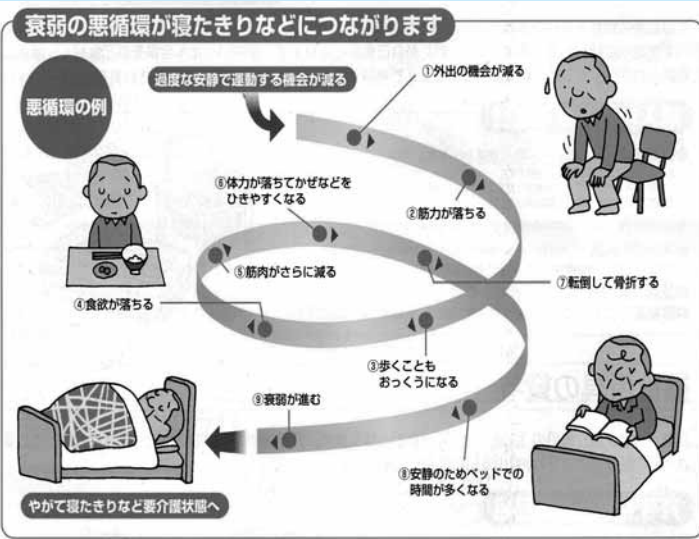 衰弱の悪循環が寝たきりなどにつながります
悪循環の例
過度な安静で運動する機会が減る
①外出の機会が減る
②筋力が落ちる
③歩くことも
おっくうになる
④食欲が落ちる
⑤筋肉がさらに減る
⑥体力が落ちてかぜなどを
ひきやすくなる
⑦転倒して骨折する
⑧安静のためベッドでの
時間が多くなる
⑨衰弱が進む
やがて寝たきりなど要介護状態へ